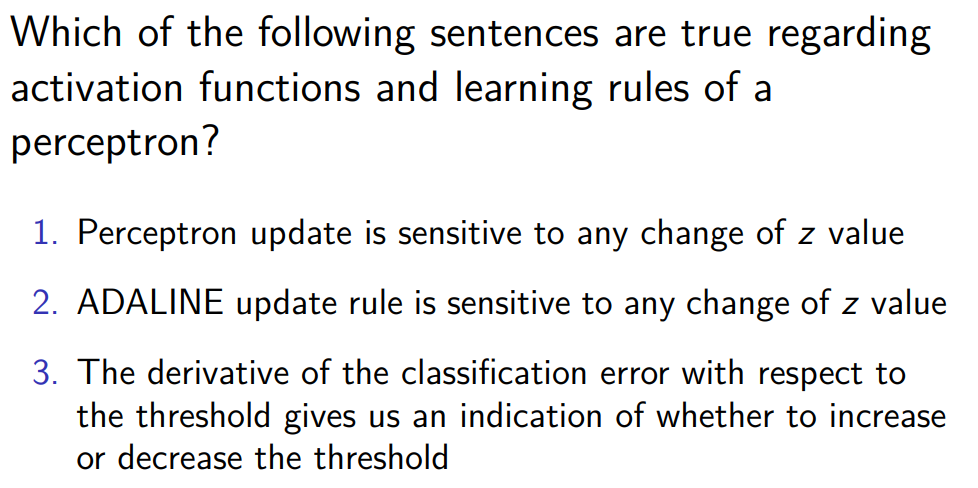 Which of the following sentences are true regarding
activation functions and learning rules of a
perceptron?
1. Perceptron update is sensitive to any change of z value
2. ADALINE update rule is sensitive to any change of z value
3. The derivative of the classification error with respect to
the threshold gives us an indication of whether to increase
or decrease the threshold